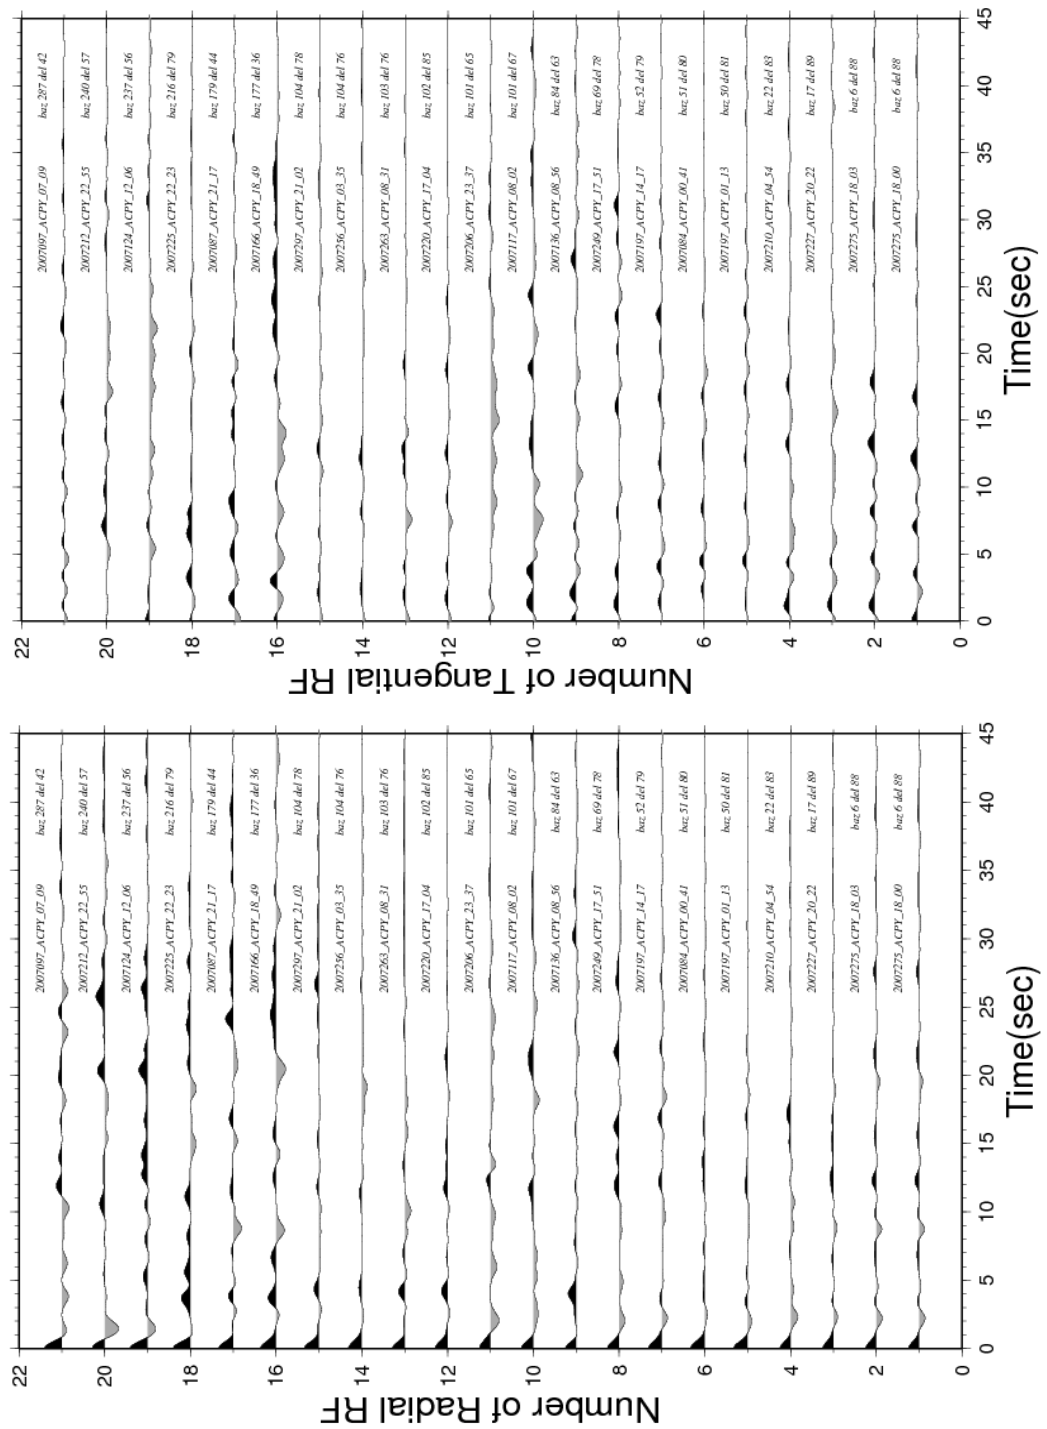 Number of Radial RF
22
20
18
16
14
12
10
8
6
4
2
0
2007097_ACPY_07_09 baz 287 del 42
2007212_ACPY_22_55 baz 240 del 57
2007124_ACPY_12_06 baz 237 del 56
2007225_ACPY_22_23 baz 216 del 79
2007087_ACPY_21_17 baz 179 del 44
2007166_ACPY_18_49 baz 177 del 36
2007297_ACPY_21_02 baz 104 del 78
2007256_ACPY_03_35 baz 104 del 76
2007263_ACPY_08_31 baz 103 del 76
2007220_ACPY_17_04 baz 102 del 85
2007206_ACPY_23_37 baz 101 del 65
2007117_ACPY_08_02 baz 101 del 67
2007136_ACPY_08_56 baz 84 del 63
2007249_ACPY_17_51 baz 69 del 78
2007197_ACPY_14_17 baz 52 del 79
2007084_ACPY_00_41 baz 51 del 80
2007197_ACPY_01_13 baz 50 del 81
2007210_ACPY_04_54 baz 22 del 83
2007227_ACPY_20_22 baz 17 del 89
2007275_ACPY_18_03 baz 6 del 88
2007275_ACPY_18_00 baz 6 del 88
0 5 10 15 20 25 30 35 40 45
Time(sec)
Number of Tangential RF
22
20
18
16
14
12
10
8
6
4
2
0
2007097_ACPY_07_09 baz 287 del 42
2007212_ACPY_22_55 baz 240 del 57
2007124_ACPY_12_06 baz 237 del 56
2007225_ACPY_22_23 baz 216 del 79
2007087_ACPY_21_17 baz 179 del 44
2007166_ACPY_18_49 baz 177 del 36
2007297_ACPY_21_02 baz 104 del 78
2007256_ACPY_03_35 baz 104 del 76
2007263_ACPY_08_31 baz 103 del 76
2007220_ACPY_17_04 baz 102 del 85
2007206_ACPY_23_37 baz 101 del 65
2007117_ACPY_08_02 baz 101 del 67
2007136_ACPY_08_56 baz 84 del 63
2007249_ACPY_17_51 baz 69 del 78
2007197_ACPY_14_17 baz 52 del 79
2007084_ACPY_00_41 baz 51 del 80
2007197_ACPY_01_13 baz 50 del 81
2007210_ACPY_04_54 baz 22 del 83
2007227_ACPY_20_22 baz 17 del 89
2007275_ACPY_18_03 baz 6 del 88
2007275_ACPY_18_00 baz 6 del 88
0 5 10 15 20 25 30 35 40 45
Time(sec)